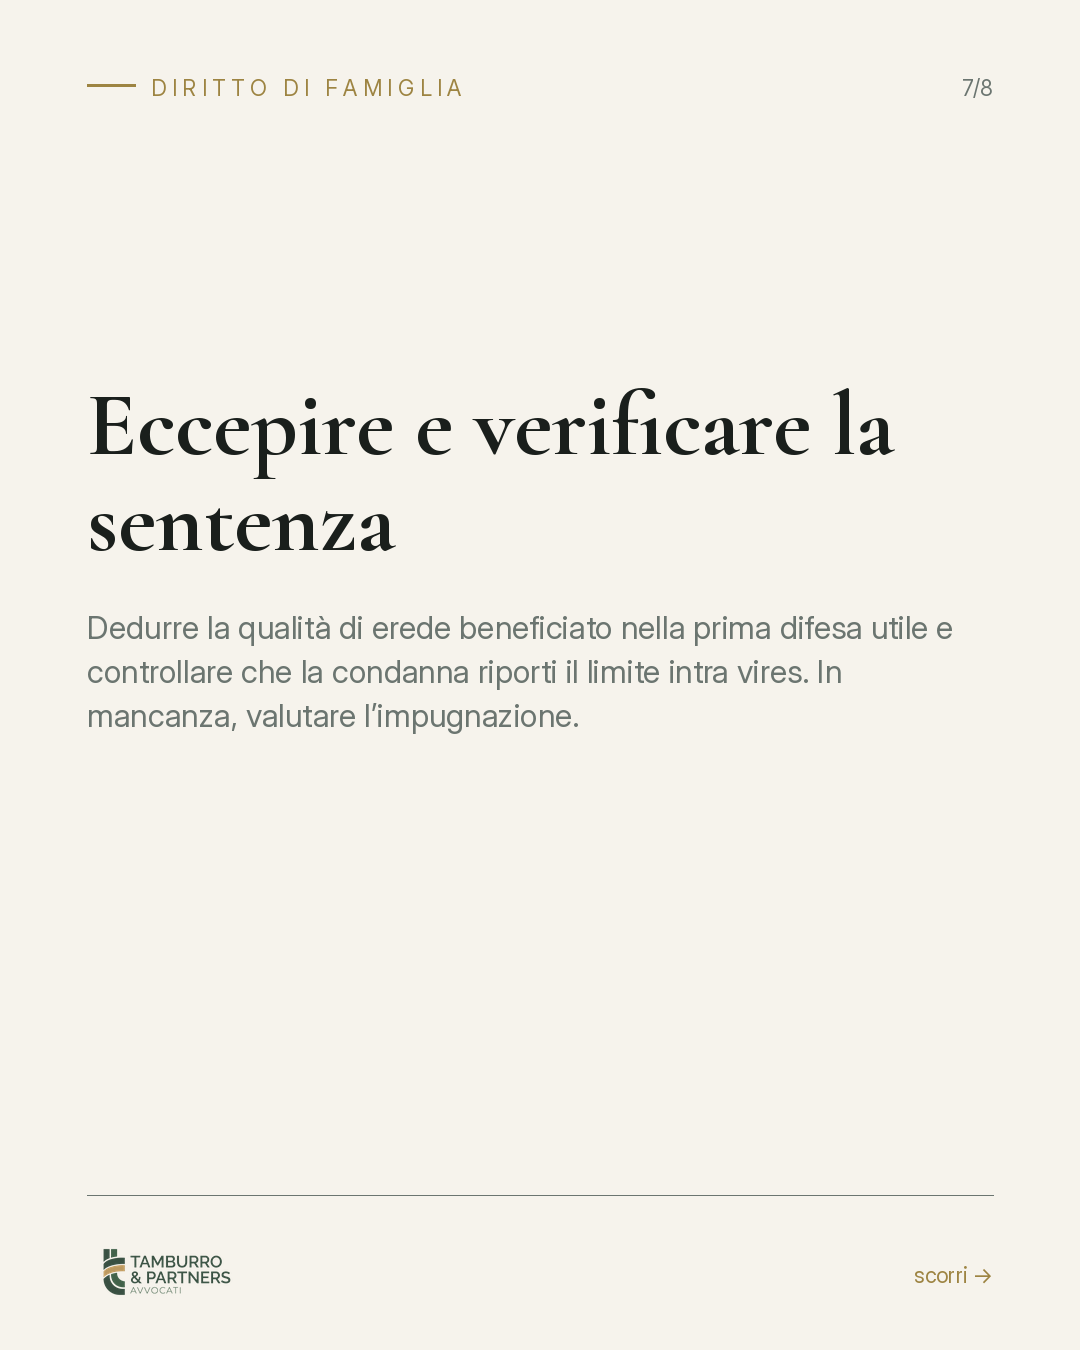 DIRITTO DI FAMIGLIA
7/8
Eccepire e verificare la
sentenza
Dedurre la qualità di erede beneficiato nella prima difesa utile e
controllare che la condanna riporti il limite intra vires. In
mancanza, valutare l’impugnazione.
TAMBURRO
& PARTNERS
AVVOCATI
scorri →